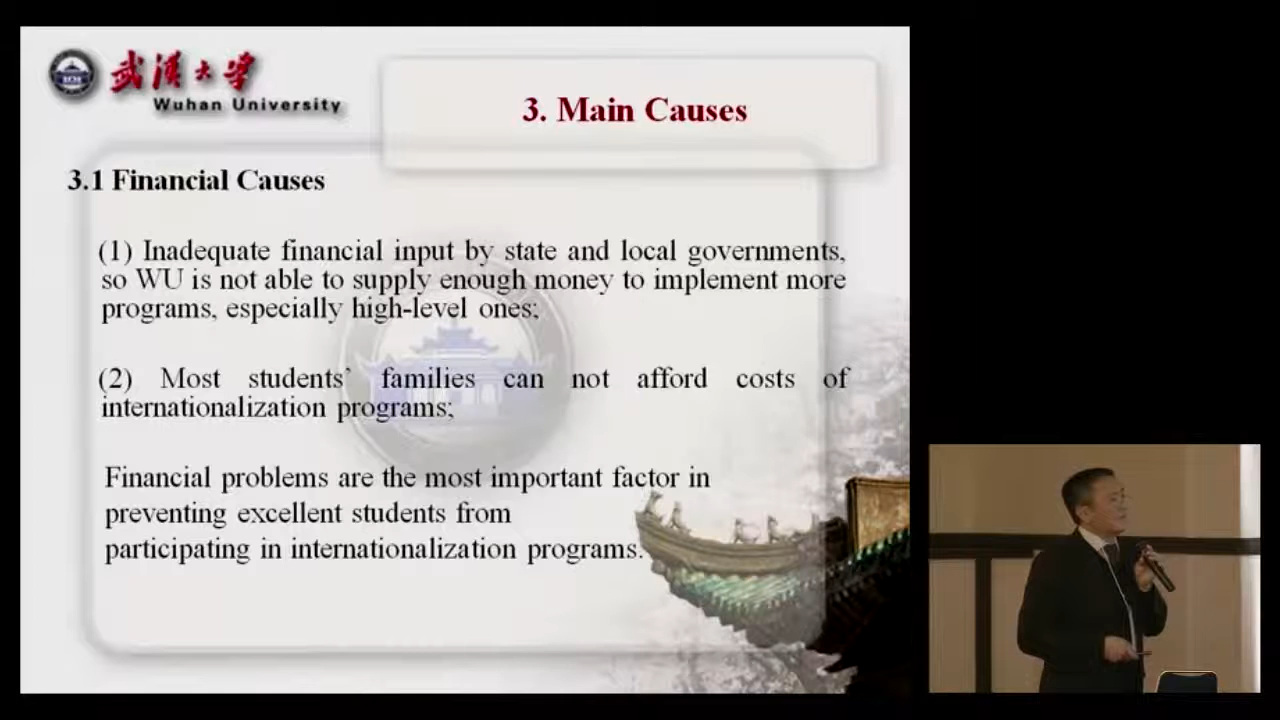 武漢大学
Wuhan University
3. Main Causes
3.1 Financial Causes
(1) Inadequate financial input by state and local governments,
so WU is not able to supply enough money to implement more
programs, especially high-level ones;
(2) Most students’ families can not afford costs of
internationalization programs;
Financial problems are the most important factor in
preventing excellent students from
participating in internationalization programs.